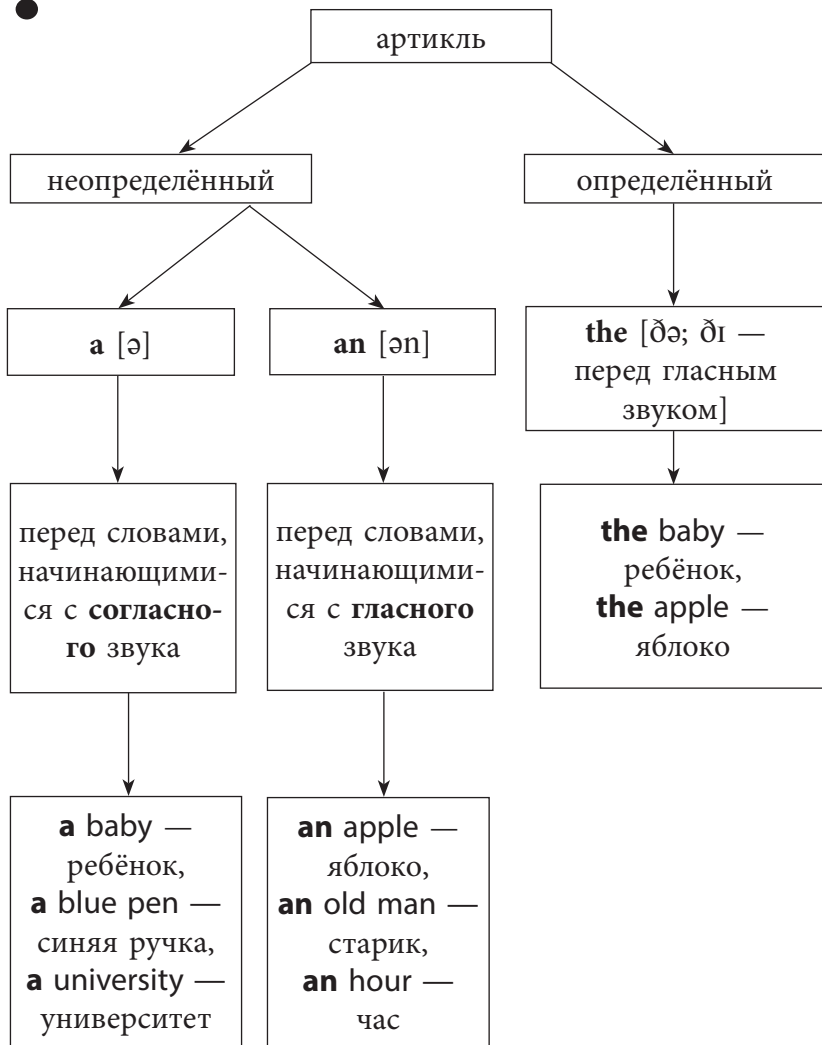 артикль
неопределённый
определённый
a [ə]
an [ən]
the [ðə; ðɪ —
перед гласным
звуком]
перед словами,
начинающими-
ся с согласно-
го звука
перед словами,
начинающими-
ся с гласного
звука
the baby —
ребёнок,
the apple —
яблоко
a baby —
ребёнок,
a blue pen —
синяя ручка,
a university —
университет
an apple —
яблоко,
an old man —
старик,
an hour —
час